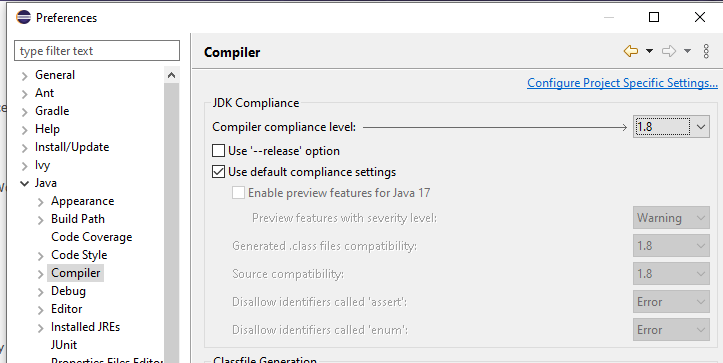 Preferences
type filter text
General
Ant
Gradle
Help
Install/Update
Ivy
Java
Appearance
Build Path
Code Coverage
Code Style
Compiler
Debug
Editor
Installed JREs
JUnit
Properties Files Editor
Compiler
Configure Project Specific Settings...
JDK Compliance
Compiler compliance level: 1.8
Use '--release' option
Use default compliance settings
Enable preview features for Java 17
Preview features with severity level: Warning
Generated .class files compatibility: 1.8
Source compatibility: 1.8
Disallow identifiers called 'assert': Error
Disallow identifiers called 'enum': Error
Classfile Generation